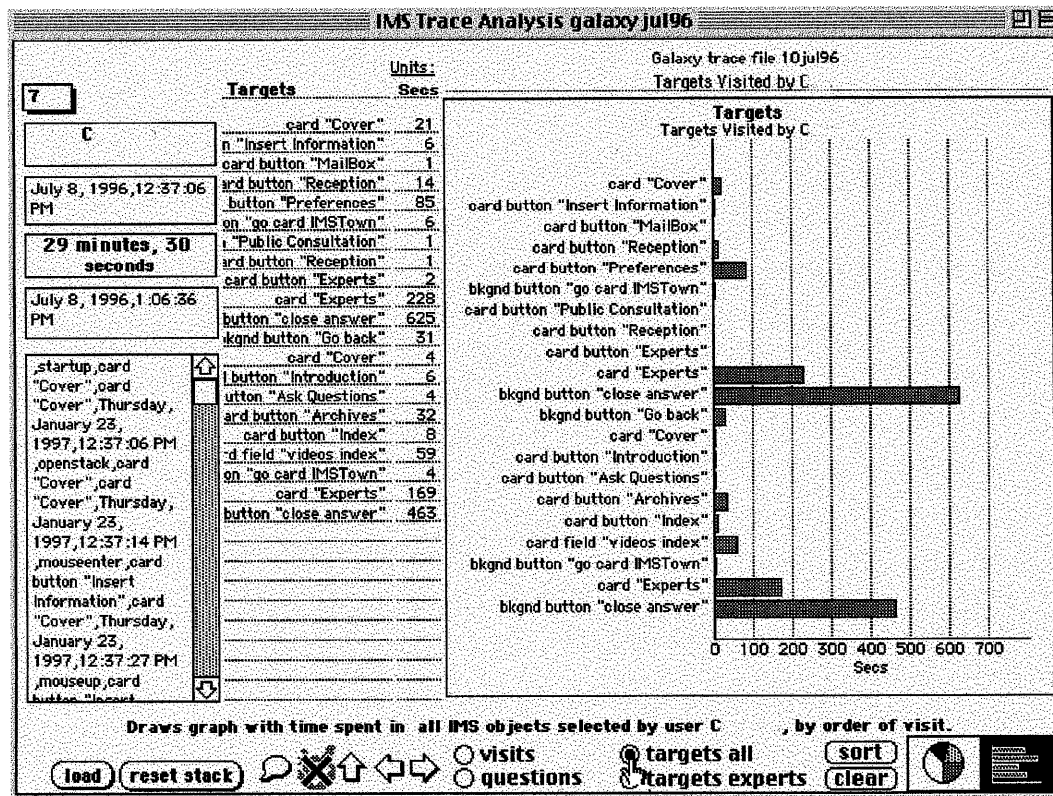 IMS Trace Analysis galaxy jul96
7
C
July 8, 1996,12:37:06
PM
29 minutes, 30
seconds
July 8, 1996,1:06:36
PM
,startup,card
"Cover",card
"Cover",Thursday,
January 23,
1997,12:37:06 PM
,openstack,card
"Cover",card
"Cover",Thursday,
January 23,
1997,12:37:14 PM
,mouseenter,card
button "Insert
Information",card
"Cover",Thursday,
January 23,
1997,12:37:27 PM
,mouseup,card
button "Insert
Units:
Targets Secs
card "Cover" 21
n "Insert Information" 6
card button "MailBox" 1
ard button "Reception" 14
button "Preferences" 85
on "go card IMSTown" 6
"Public Consultation" 1
ard button "Reception" 1
card button "Experts" 2
card "Experts" 228
button "close answer" 625
kgnd button "Go back" 31
card "Cover" 4
button "Introduction" 6
utton "Ask Questions" 4
ard button "Archives" 32
card button "Index" 8
d field "videos index" 59
on "go card IMSTown" 4
card "Experts" 169
button "close answer" 463
Galaxy trace file 10jul96
Targets Visited by C
Targets
Targets Visited by C
card "Cover"
card button "Insert Information"
card button "MailBox"
card button "Reception"
card button "Preferences"
bkgnd button "go card IMSTown"
card button "Public Consultation"
card button "Reception"
card button "Experts"
card "Experts"
bkgnd button "close answer"
bkgnd button "Go back"
card "Cover"
card button "Introduction"
card button "Ask Questions"
card button "Archives"
card button "Index"
card field "videos index"
bkgnd button "go card IMSTown"
card "Experts"
bkgnd button "close answer"
0 100 200 300 400 500 600 700
Secs
Draws graph with time spent in all IMS objects selected by user C , by order of visit.
load reset stack
visits
questions
targets all
targets experts
sort
clear